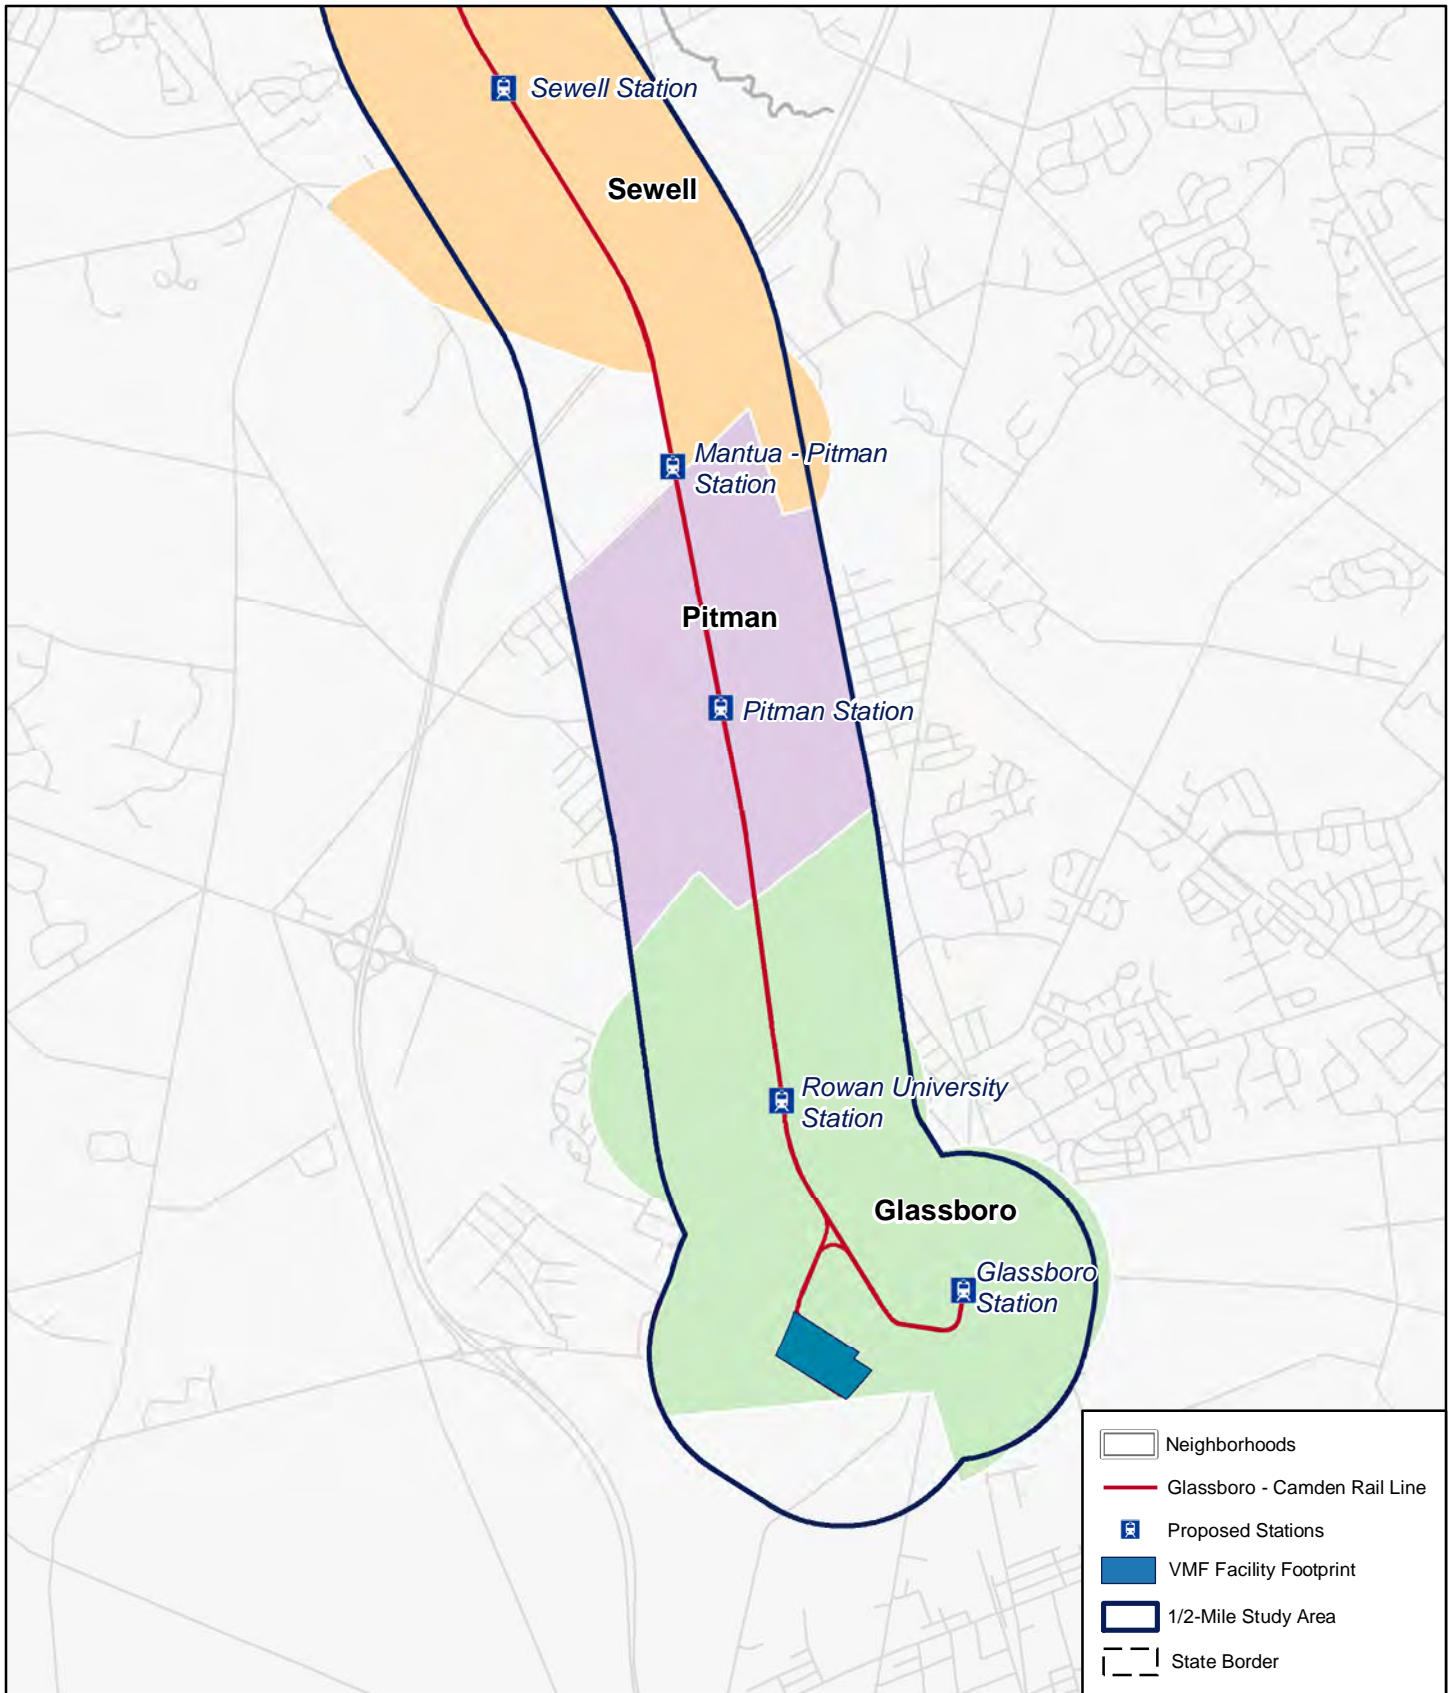 Sewell Station
Sewell
Mantua - Pitman
Station
Pitman
Pitman Station
Rowan University
Station
Glassboro
Glassboro
Station
Neighborhoods
Glassboro - Camden Rail Line
Proposed Stations
VMF Facility Footprint
1/2-Mile Study Area
State Border